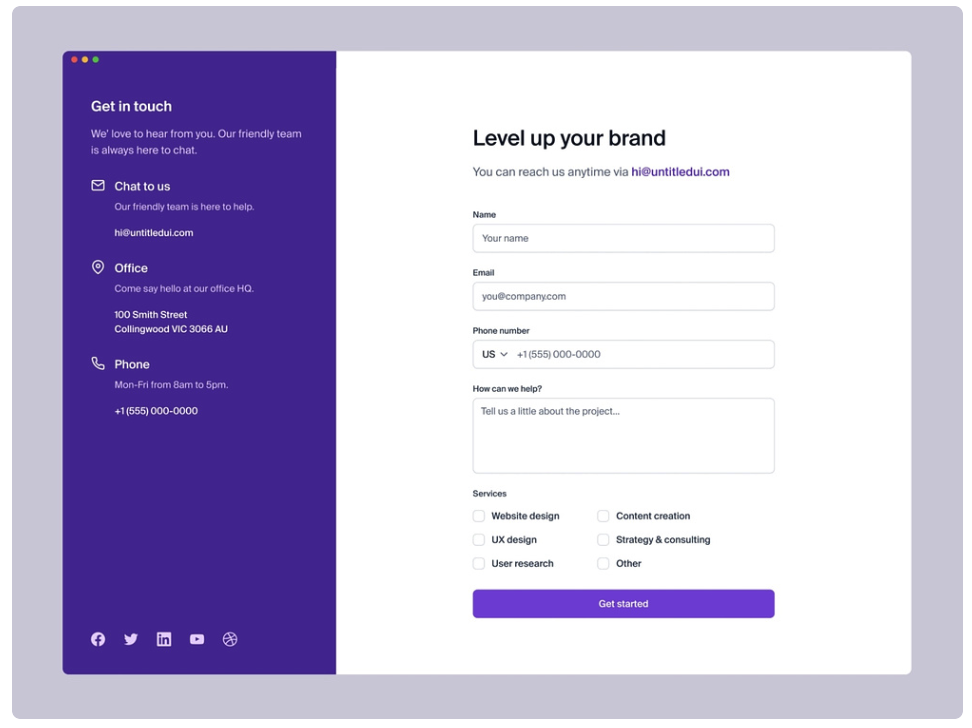 Get in touch
We' love to hear from you. Our friendly team
is always here to chat.
Chat to us
Our friendly team is here to help.
hi@untitledui.com
Office
Come say hello at our office HQ.
100 Smith Street
Collingwood VIC 3066 AU
Phone
Mon-Fri from 8am to 5pm.
+1 (555) 000-0000
Level up your brand
You can reach us anytime via hi@untitledui.com
Name
Your name
Email
you@company.com
Phone number
US +1 (555) 000-0000
How can we help?
Tell us a little about the project...
Services
Website design
Content creation
UX design
Strategy & consulting
User research
Other
Get started